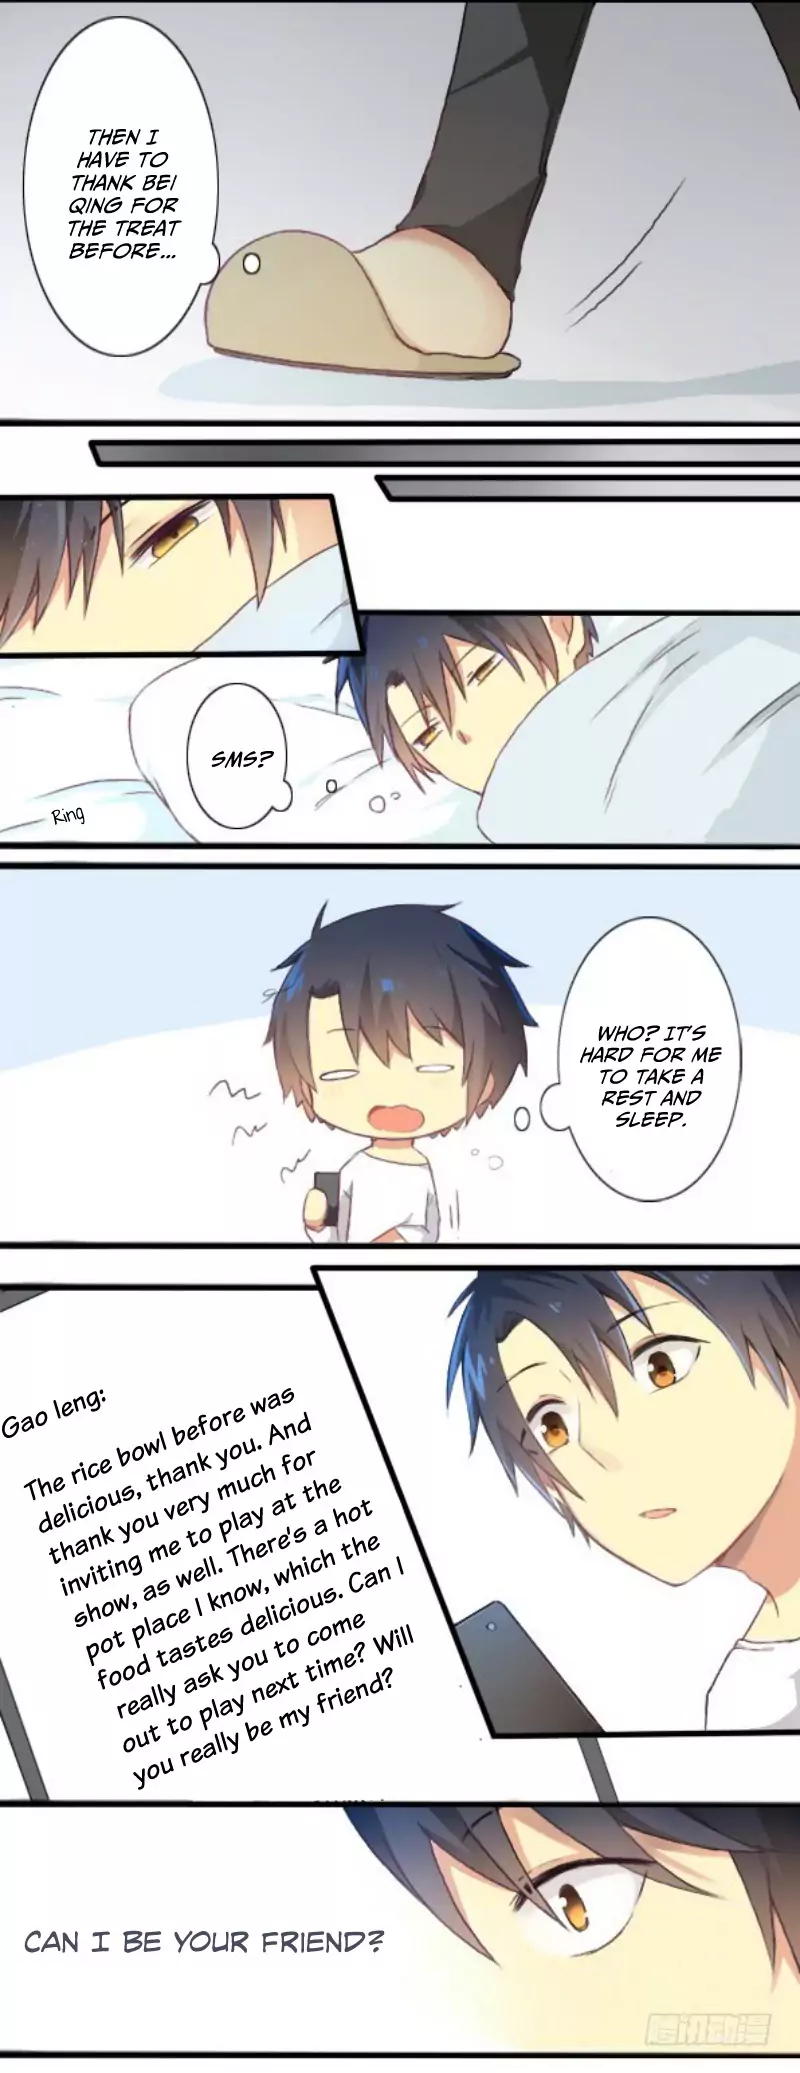 THEN I
HAVE TO
THANK BEI
QING FOR
THE TREAT
BEFORE...
SMS?
Ring
WHO? IT'S
HARD FOR ME
TO TAKE A
REST AND
SLEEP.
Gao leng:
The rice bowl before was
delicious, thank you. And
thank you very much for
inviting me to play at the
show, as well. There's a hot
pot place I know, which the
food tastes delicious. Can I
really ask you to come
out to play next time? Will
you really be my friend?
CAN I BE YOUR FRIEND?
腾讯动漫